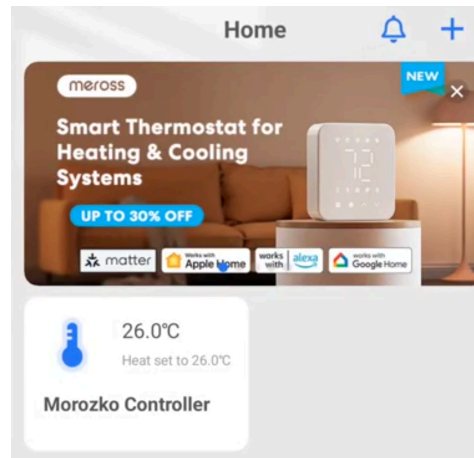 Home
meross
NEW
Smart Thermostat for
Heating & Cooling
Systems
72
UP TO 30% OFF
matter
Works with
Apple Home
works
with
alexa
works with
Google Home
26.0°C
Heat set to 26.0°C
Morozko Controller